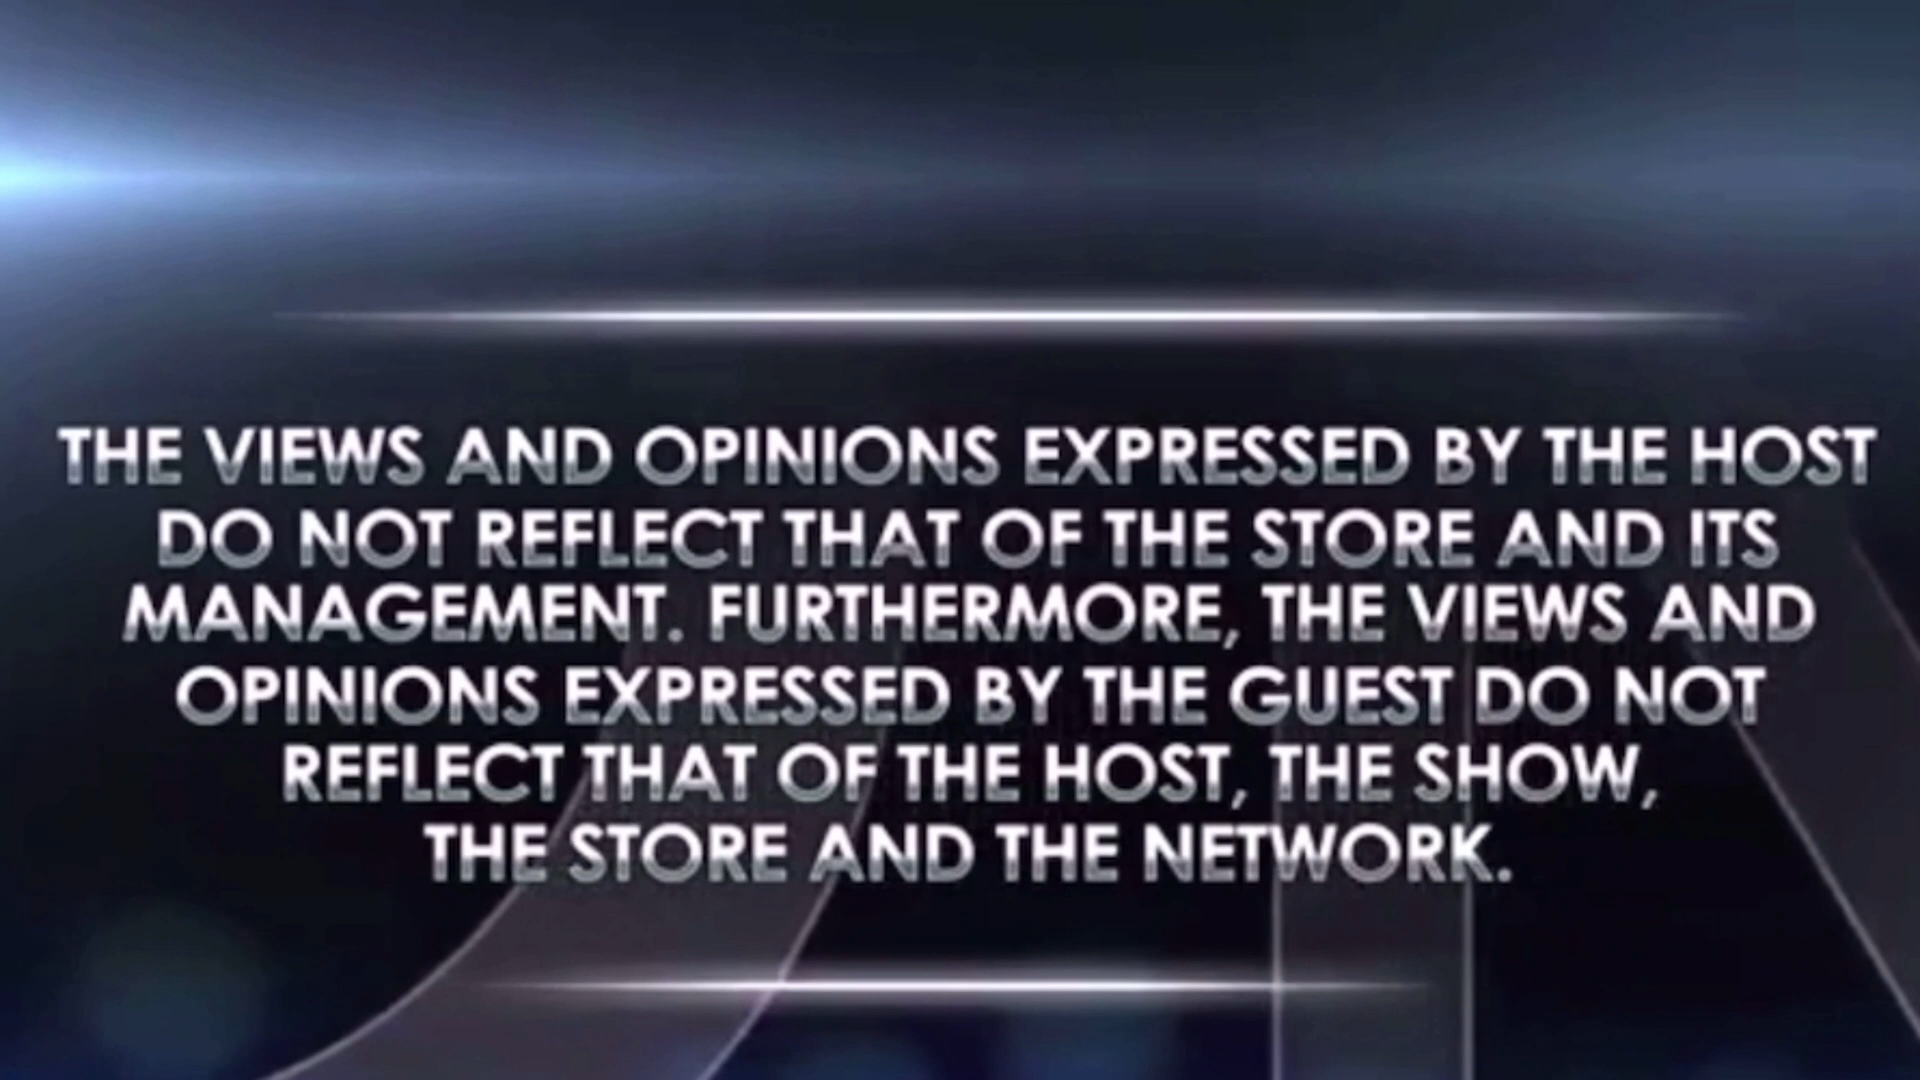 THE VIEWS AND OPINIONS EXPRESSED BY THE HOST
DO NOT REFLECT THAT OF THE STORE AND ITS
MANAGEMENT. FURTHERMORE, THE VIEWS AND
OPINIONS EXPRESSED BY THE GUEST DO NOT
REFLECT THAT OF THE HOST, THE SHOW,
THE STORE AND THE NETWORK.